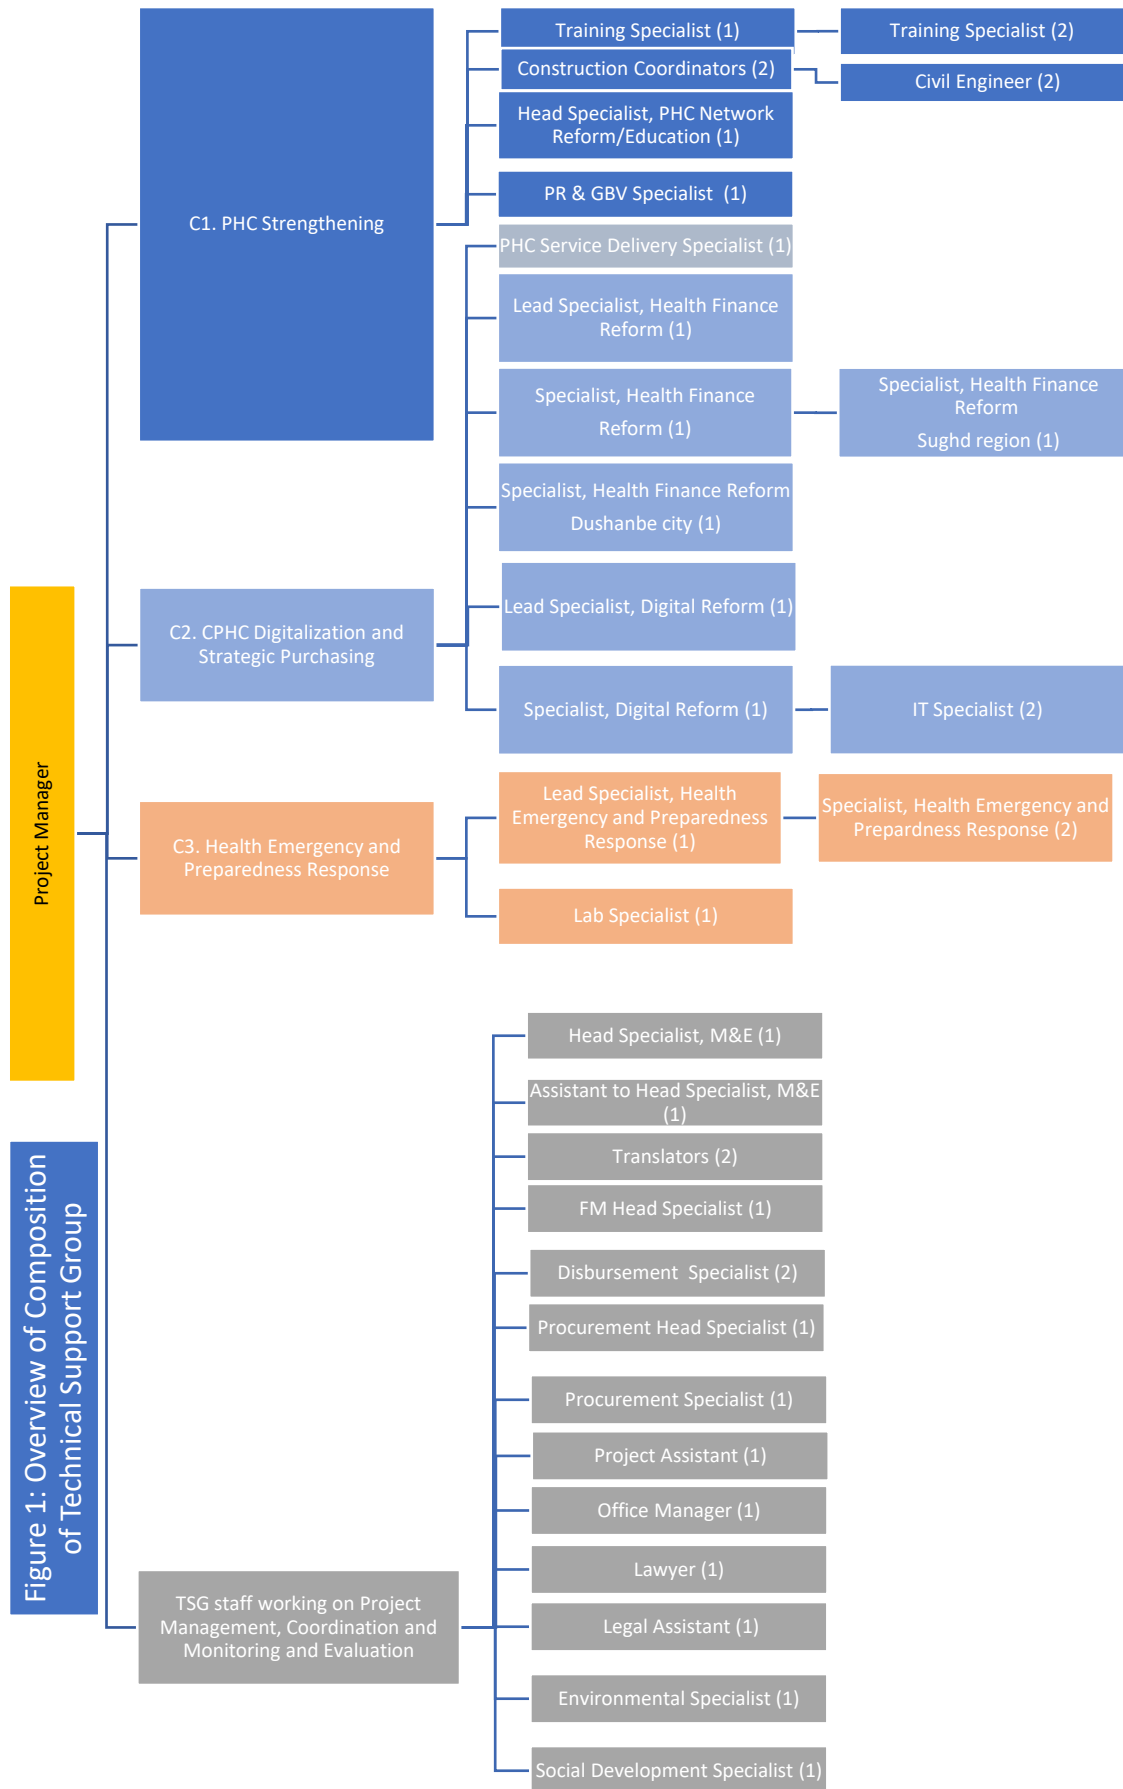 Training Specialist (1)
Training Specialist (2)
Construction Coordinators (2)
Civil Engineer (2)
Head Specialist, PHC Network
Reform/Education (1)
PR & GBV Specialist  (1)
C1. PHC Strengthening
PHC Service Delivery Specialist (1)
Lead Specialist, Health Finance
Reform (1)
Specialist, Health Finance
Reform (1)
Specialist, Health Finance
Reform
Sughd region (1)
Specialist, Health Finance Reform
Dushanbe city (1)
Lead Specialist, Digital Reform (1)
C2. CPHC Digitalization and
Strategic Purchasing
Specialist, Digital Reform (1)
IT Specialist (2)
Project Manager
Lead Specialist, Health
Emergency and Preparedness
Response (1)
Specialist, Health Emergency and
Prepardness Response (2)
C3. Health Emergency and
Preparedness Response
Lab Specialist (1)
Head Specialist, M&E (1)
Assistant to Head Specialist, M&E
(1)
Translators (2)
FM Head Specialist (1)
Disbursement  Specialist (2)
Procurement Head Specialist (1)
Procurement Specialist (1)
Project Assistant (1)
Office Manager (1)
Lawyer (1)
Legal Assistant (1)
Environmental Specialist (1)
Social Development Specialist (1)
TSG staff working on Project
Management, Coordination and
Monitoring and Evaluation
Figure 1: Overview of Composition
of Technical Support Group